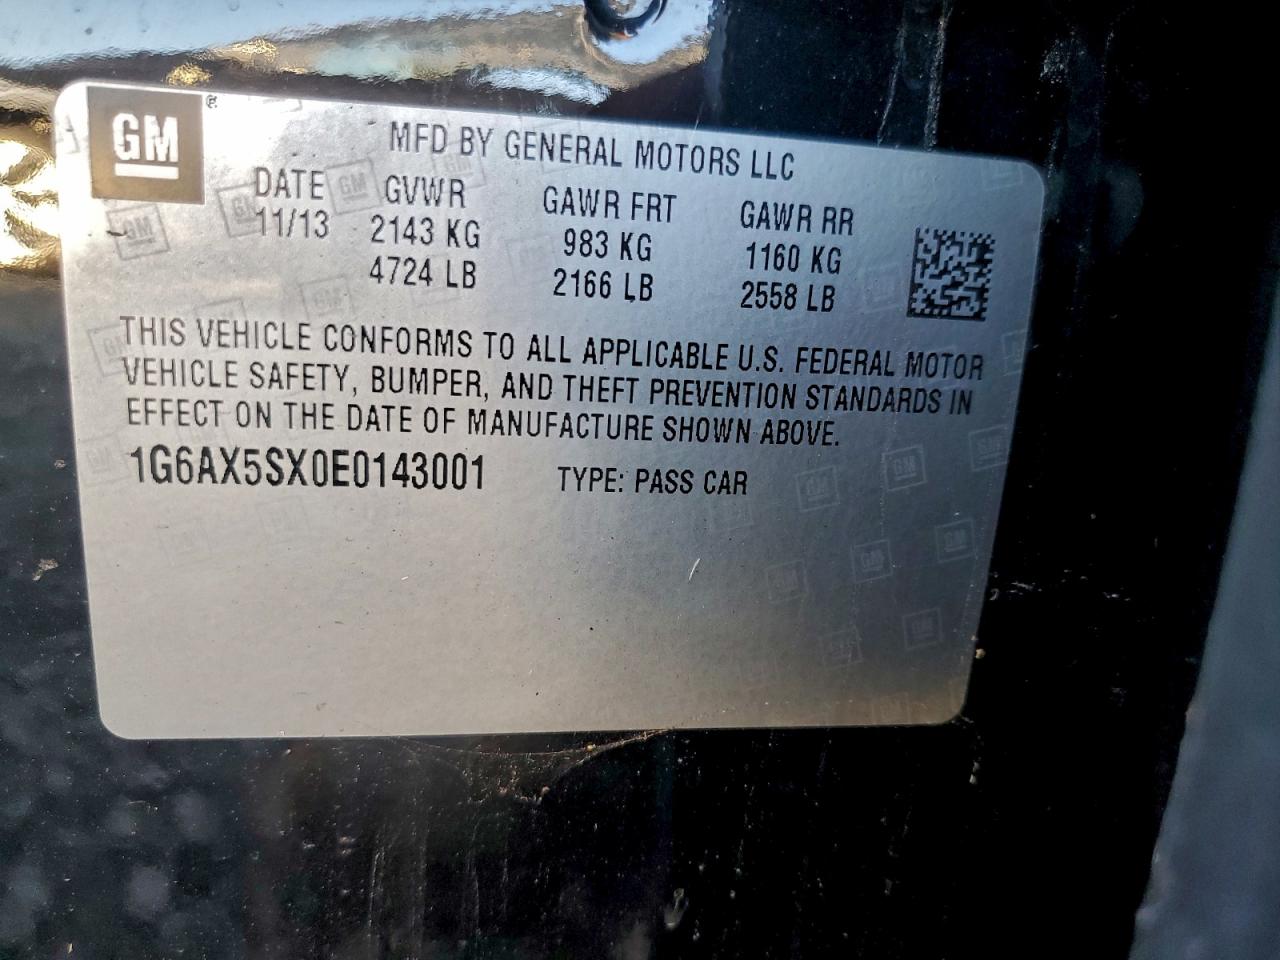 GM ®
MFD BY GENERAL MOTORS LLC
DATE GVWR GAWR FRT GAWR RR
11/13 2143 KG 983 KG 1160 KG
4724 LB 2166 LB 2558 LB
THIS VEHICLE CONFORMS TO ALL APPLICABLE U.S. FEDERAL MOTOR
VEHICLE SAFETY, BUMPER, AND THEFT PREVENTION STANDARDS IN
EFFECT ON THE DATE OF MANUFACTURE SHOWN ABOVE.
1G6AX5SX0E0143001 TYPE: PASS CAR